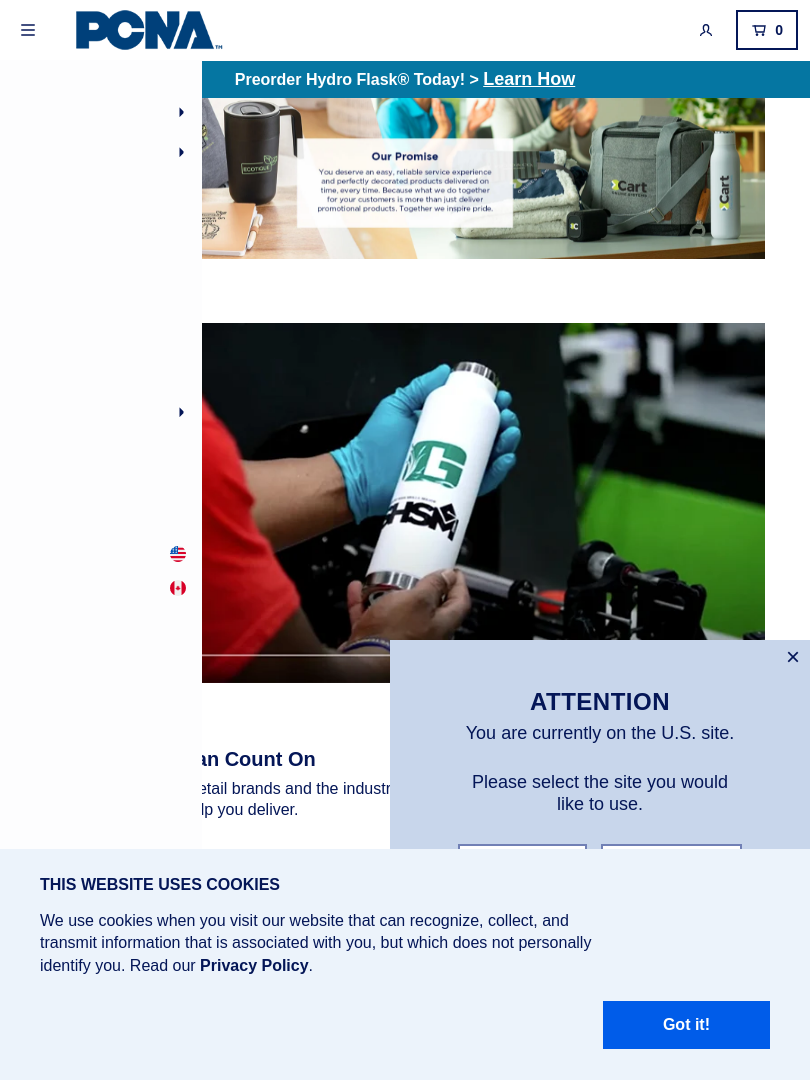 PCNA™
0
Preorder Hydro Flask® Today! > Learn How
ECOTIQUE
Our Promise
You deserve an easy, reliable service experience
and perfectly decorated products delivered on
time, every time. Because what we do together
for your customers is more than just deliver
promotional products. Together we inspire pride.
Cart
Cart
GHSM
an Count On
etail brands and the industr
lp you deliver.
×
ATTENTION
You are currently on the U.S. site.
Please select the site you would
like to use.
THIS WEBSITE USES COOKIES
We use cookies when you visit our website that can recognize, collect, and
transmit information that is associated with you, but which does not personally
identify you. Read our Privacy Policy.
Got it!